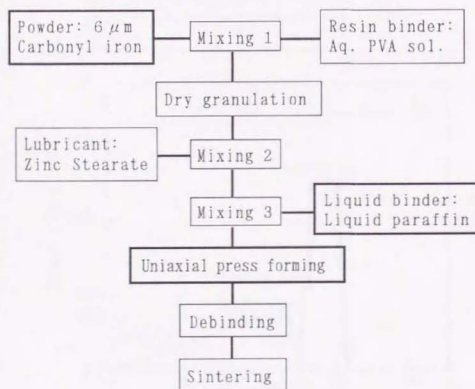 Powder: 6 μm
Carbonyl iron
Mixing 1
Resin binder:
Aq. PVA sol.
Dry granulation
Lubricant:
Zinc Stearate
Mixing 2
Mixing 3
Liquid binder:
Liquid paraffin
Uniaxial press forming
Debinding
Sintering